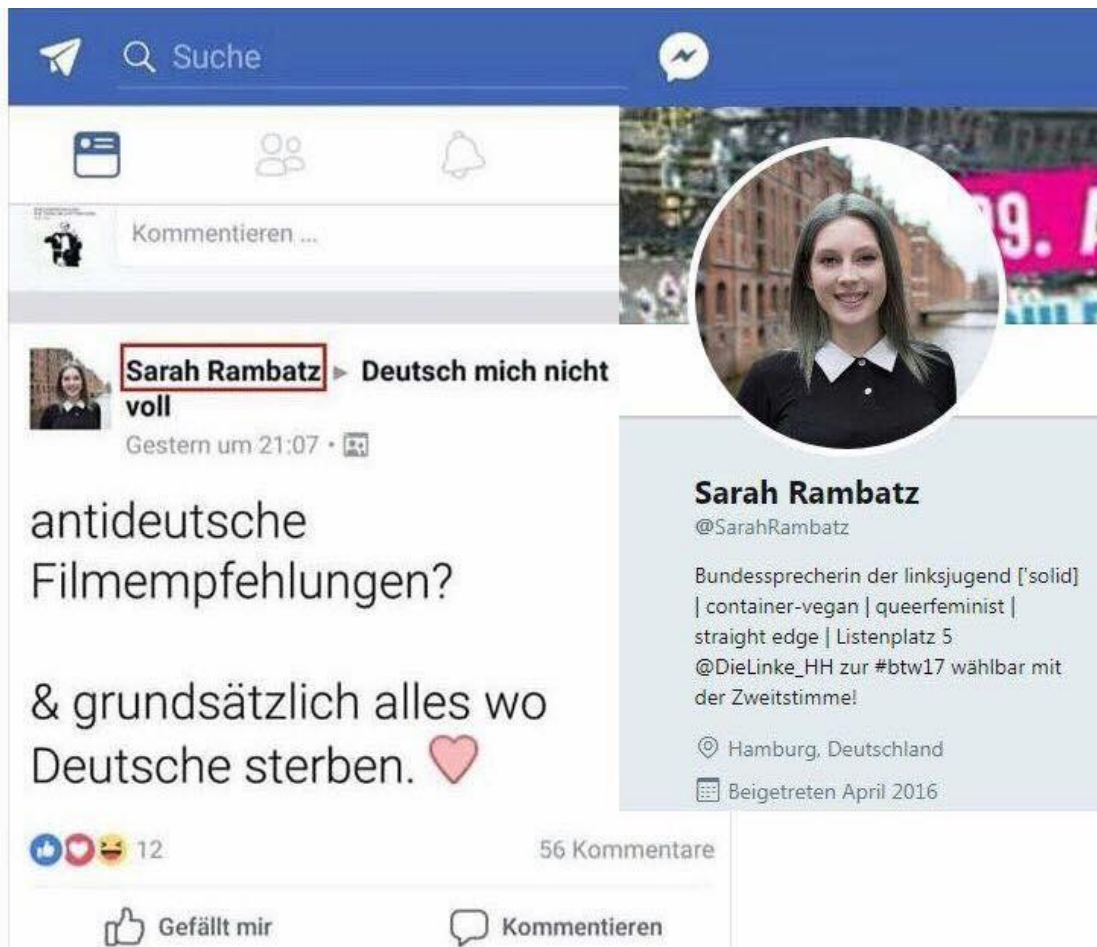 Suche
Kommentieren ...
Sarah Rambatz ▸ Deutsch mich nicht
voll
Gestern um 21:07 •
antideutsche
Filmempfehlungen?
& grundsätzlich alles wo
Deutsche sterben.
12
56 Kommentare
Gefällt mir
Kommentieren
Sarah Rambatz
@SarahRambatz
Bundessprecherin der linksjugend ['solid]
| container-vegan | queerfeminist |
straight edge | Listenplatz 5
@DieLinke_HH zur #btw17 wählbar mit
der Zweitstimme!
Hamburg, Deutschland
Beigetreten April 2016